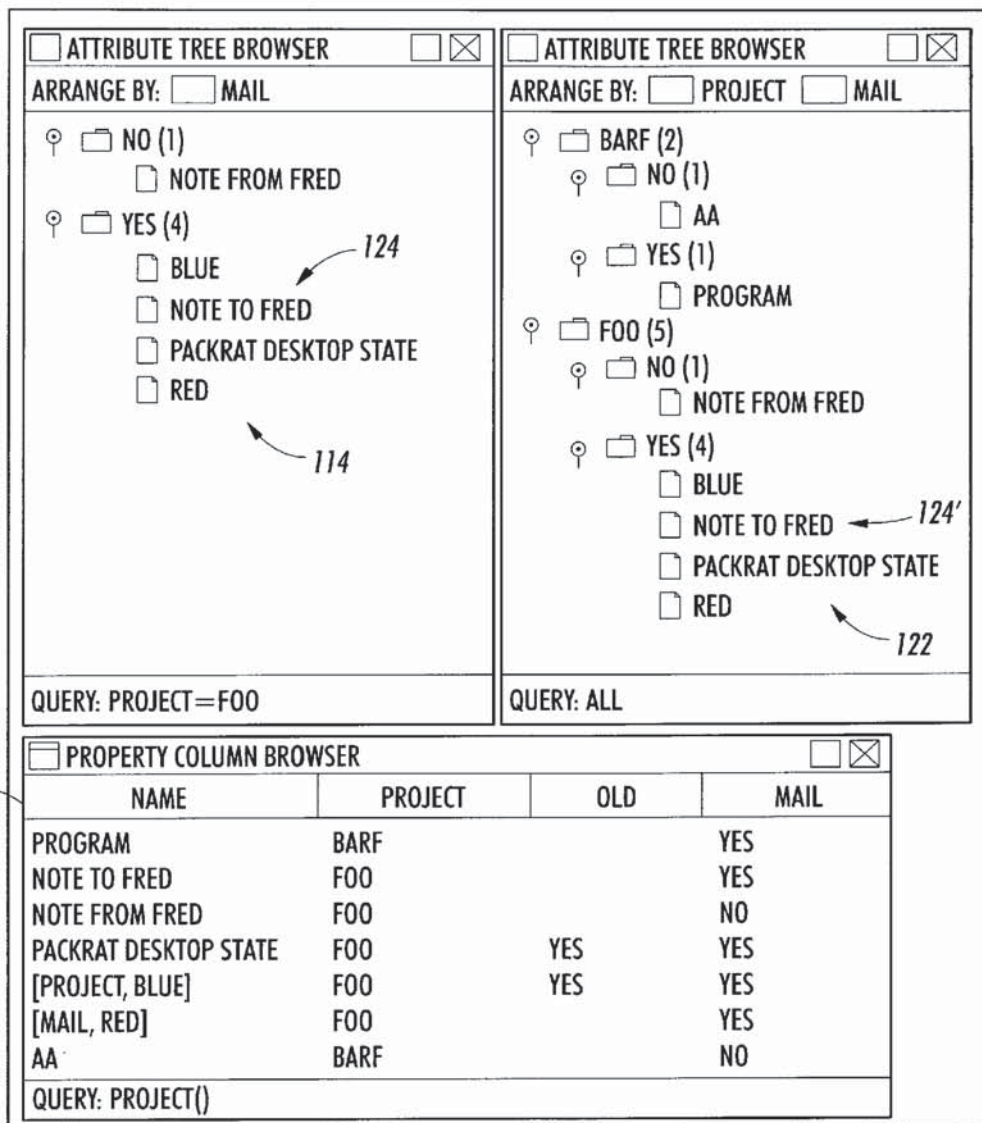 ATTRIBUTE TREE BROWSER
ARRANGE BY: MAIL
NO (1)
NOTE FROM FRED
YES (4)
BLUE
124
NOTE TO FRED
PACKRAT DESKTOP STATE
RED
114
QUERY: PROJECT=FOO
ATTRIBUTE TREE BROWSER
ARRANGE BY: PROJECT MAIL
BARF (2)
NO (1)
AA
YES (1)
PROGRAM
FOO (5)
NO (1)
NOTE FROM FRED
YES (4)
BLUE
NOTE TO FRED 124'
PACKRAT DESKTOP STATE
RED
122
QUERY: ALL
PROPERTY COLUMN BROWSER
NAME PROJECT OLD MAIL
PROGRAM BARF YES
NOTE TO FRED FOO YES
NOTE FROM FRED FOO NO
PACKRAT DESKTOP STATE FOO YES YES
[PROJECT, BLUE] FOO YES YES
[MAIL, RED] FOO YES
AA BARF NO
QUERY: PROJECT()